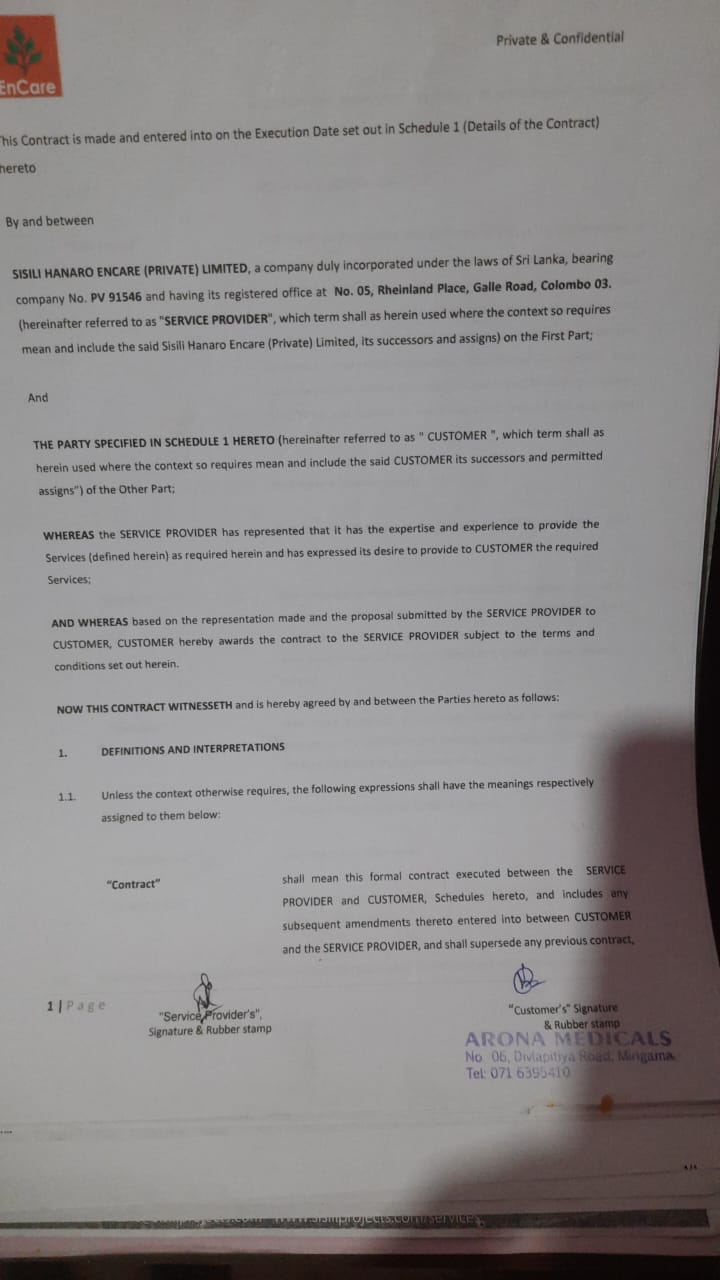 EnCare
Private & Confidential
his Contract is made and entered into on the Execution Date set out in Schedule 1 (Details of the Contract)
hereto
By and between
SISILI HANARO ENCARE (PRIVATE) LIMITED, a company duly incorporated under the laws of Sri Lanka, bearing
company No. PV 91546 and having its registered office at No. 05, Rheinland Place, Galle Road, Colombo 03.
(hereinafter referred to as "SERVICE PROVIDER", which term shall as herein used where the context so requires
mean and include the said Sisili Hanaro Encare (Private) Limited, its successors and assigns) on the First Part;
And
THE PARTY SPECIFIED IN SCHEDULE 1 HERETO (hereinafter referred to as " CUSTOMER ", which term shall as
herein used where the context so requires mean and include the said CUSTOMER its successors and permitted
assigns") of the Other Part;
WHEREAS the SERVICE PROVIDER has represented that it has the expertise and experience to provide the
Services (defined herein) as required herein and has expressed its desire to provide to CUSTOMER the required
Services;
AND WHEREAS based on the representation made and the proposal submitted by the SERVICE PROVIDER to
CUSTOMER, CUSTOMER hereby awards the contract to the SERVICE PROVIDER subject to the terms and
conditions set out herein.
NOW THIS CONTRACT WITNESSETH and is hereby agreed by and between the Parties hereto as follows:
1. DEFINITIONS AND INTERPRETATIONS
1.1. Unless the context otherwise requires, the following expressions shall have the meanings respectively
assigned to them below:
"Contract" shall mean this formal contract executed between the SERVICE
PROVIDER and CUSTOMER, Schedules hereto, and includes any
subsequent amendments thereto entered into between CUSTOMER
and the SERVICE PROVIDER, and shall supersede any previous contract,
1 | Page
"Service Provider's",
Signature & Rubber stamp
"Customer's" Signature
& Rubber stamp
ARONA MEDICALS
No. 06, Divlapitiya Road, Mirigama.
Tel: 071 6395410